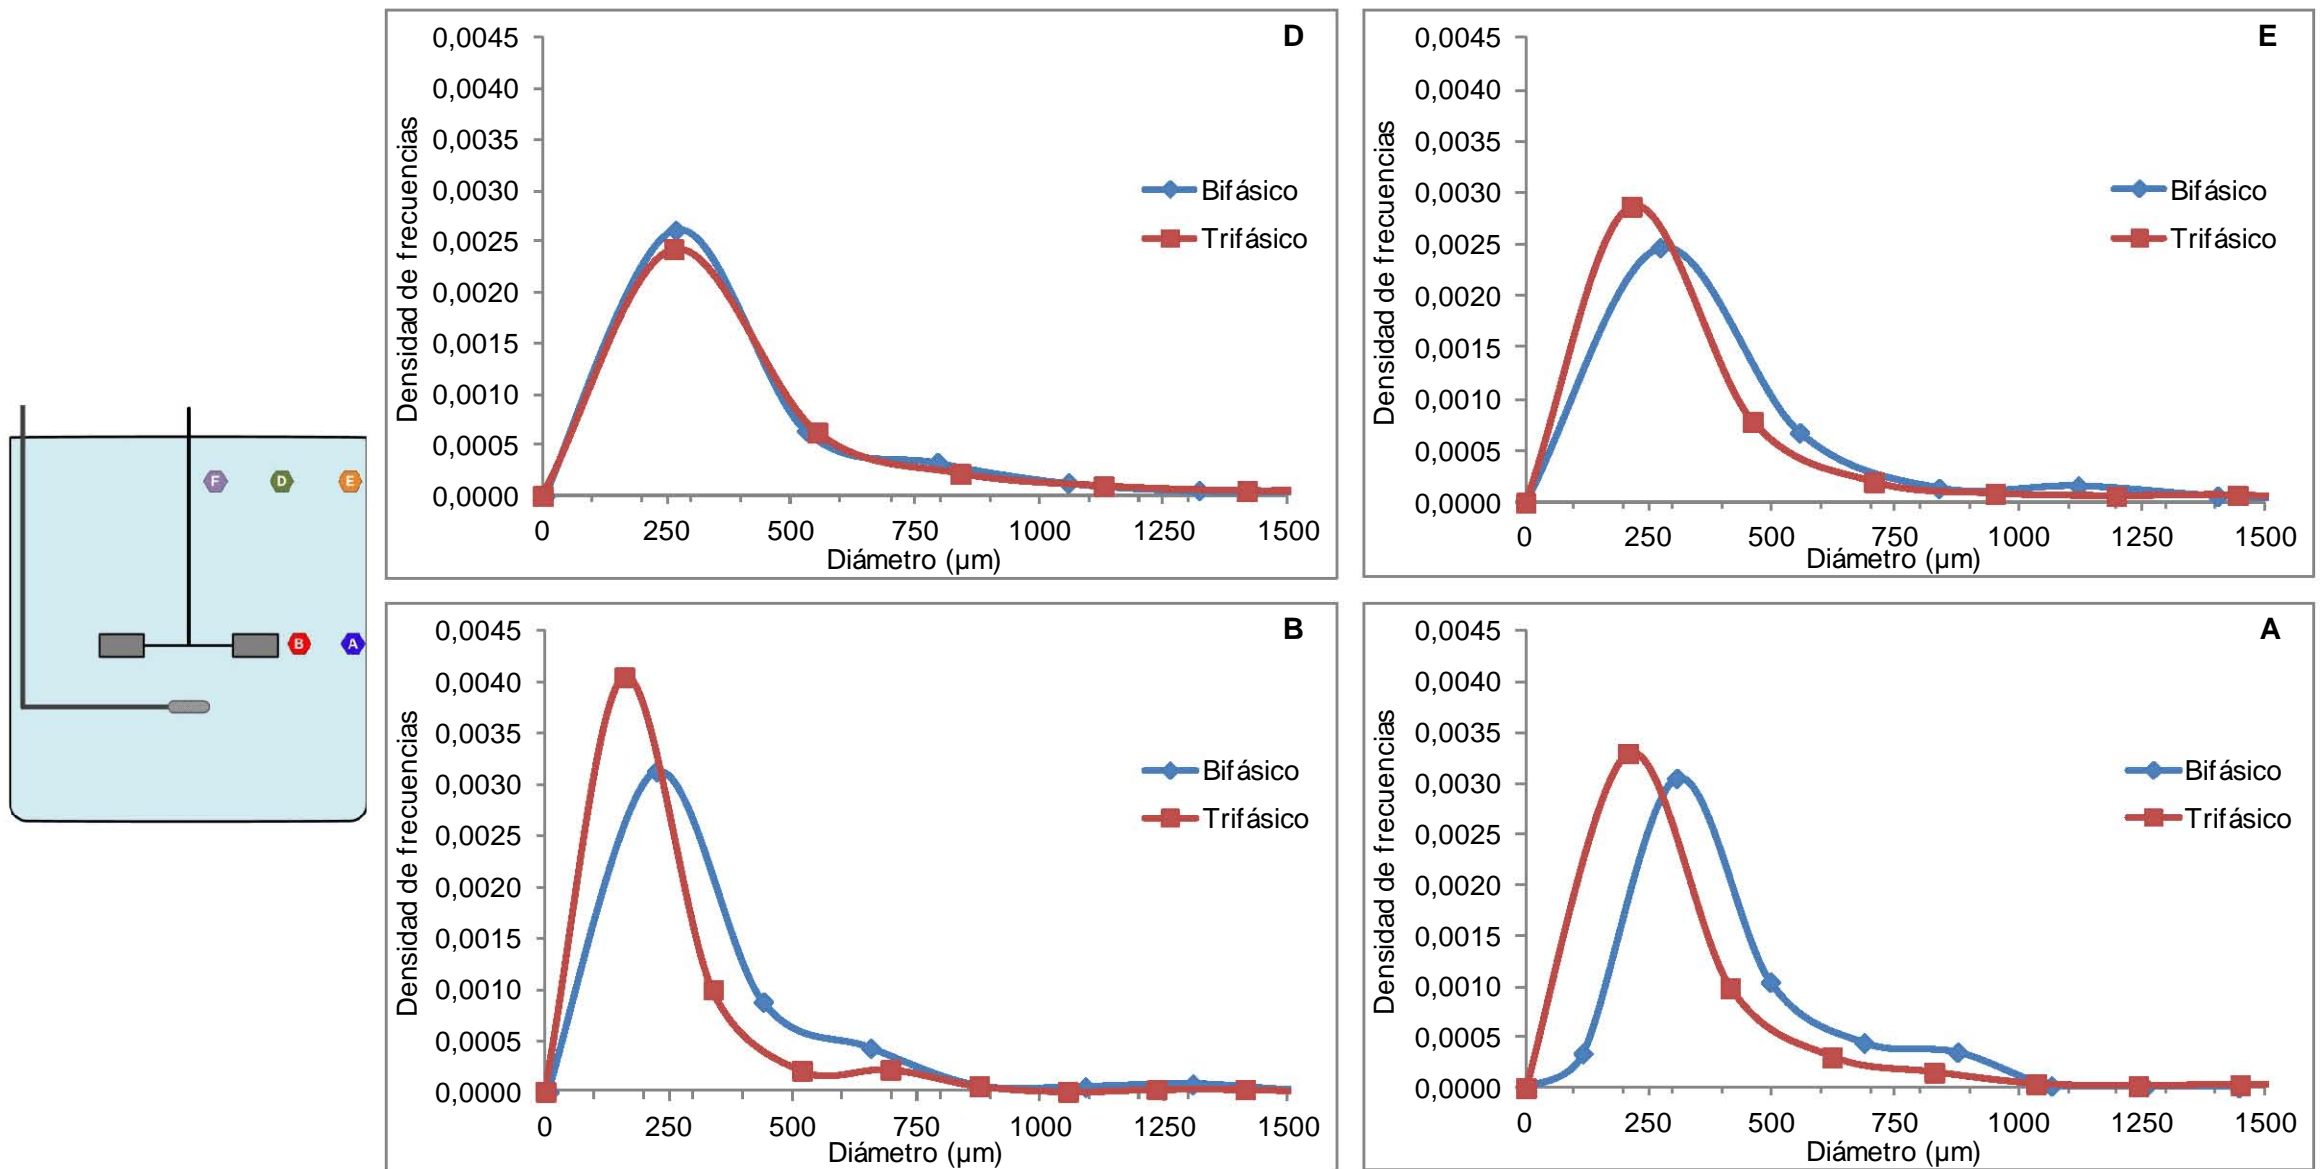 F D E
B A
D
0,0045
0,0040
0,0035
0,0030
0,0025
0,0020
0,0015
0,0010
0,0005
0,0000
Densidad de frecuencias
Bifásico
Trifásico
0 250 500 750 1000 1250 1500
Diámetro (µm)
E
0,0045
0,0040
0,0035
0,0030
0,0025
0,0020
0,0015
0,0010
0,0005
0,0000
Densidad de frecuencias
Bifásico
Trifásico
0 250 500 750 1000 1250 1500
Diámetro (µm)
B
0,0045
0,0040
0,0035
0,0030
0,0025
0,0020
0,0015
0,0010
0,0005
0,0000
Densidad de frecuencias
Bifásico
Trifásico
0 250 500 750 1000 1250 1500
Diámetro (µm)
A
0,0045
0,0040
0,0035
0,0030
0,0025
0,0020
0,0015
0,0010
0,0005
0,0000
Densidad de frecuencias
Bifásico
Trifásico
0 250 500 750 1000 1250 1500
Diámetro (µm)